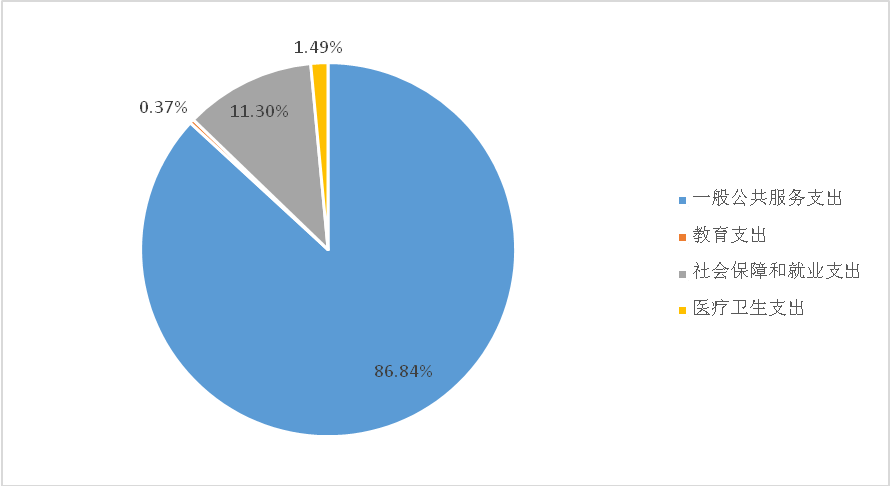 1.49%
0.37%
11.30%
86.84%
一般公共服务支出
教育支出
社会保障和就业支出
医疗卫生支出